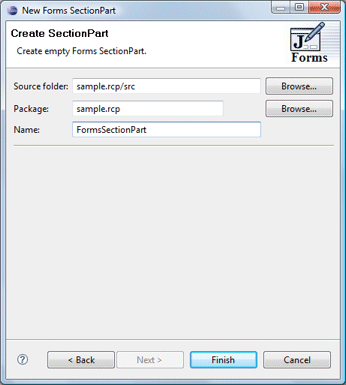 New Forms SectionPart
Create SectionPart
Create empty Forms SectionPart.
J
Forms
Source folder: sample.rcp/src Browse...
Package: sample.rcp Browse...
Name: FormsSectionPart
? < Back Next > Finish Cancel